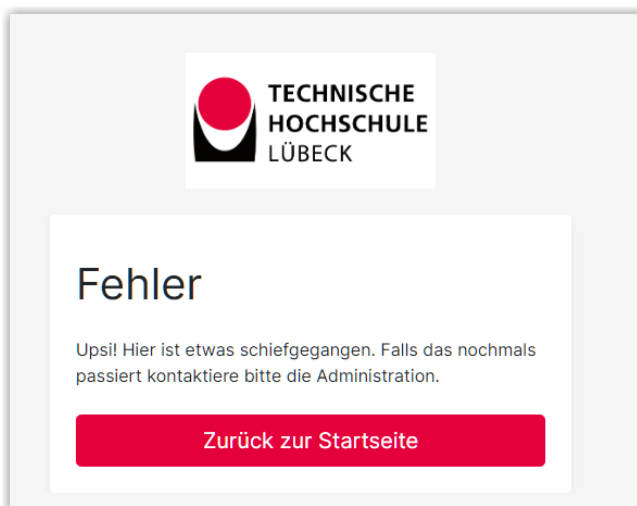 TECHNISCHE
HOCHSCHULE
LÜBECK
Fehler
Upsi! Hier ist etwas schiefgegangen. Falls das nochmals
passiert kontaktiere bitte die Administration.
Zurück zur Startseite